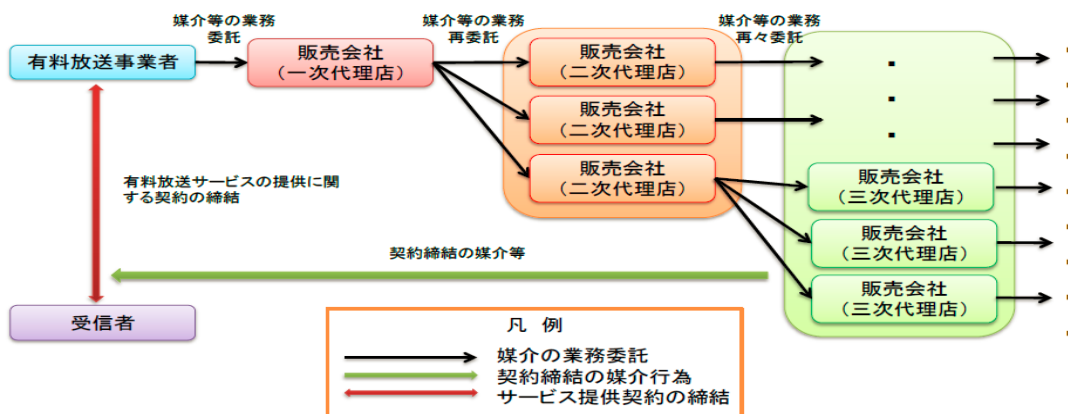 媒介等の業務
委託
媒介等の業務
再委託
媒介等の業務
再々委託
有料放送事業者
販売会社
（一次代理店）
販売会社
（二次代理店）
販売会社
（二次代理店）
販売会社
（二次代理店）
販売会社
（三次代理店）
販売会社
（三次代理店）
販売会社
（三次代理店）
有料放送サービスの提供に関
する契約の締結
契約締結の媒介等
受信者
凡 例
媒介の業務委託
契約締結の媒介行為
サービス提供契約の締結